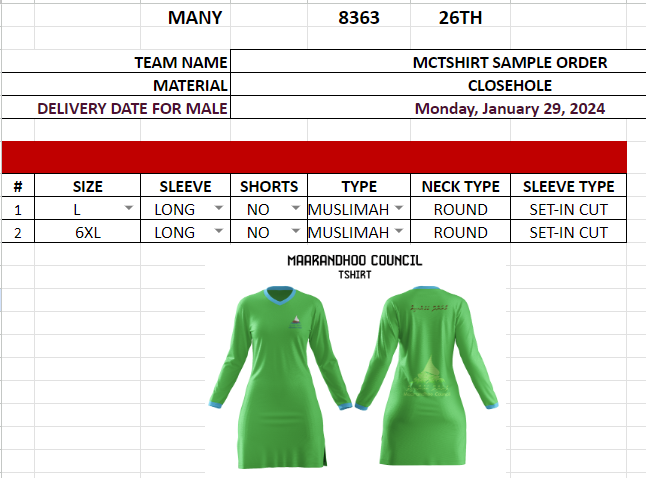 MANY 8363 26TH
TEAM NAME MCTSHIRT SAMPLE ORDER
MATERIAL CLOSEHOLE
DELIVERY DATE FOR MALE Monday, January 29, 2024
# SIZE SLEEVE SHORTS TYPE NECK TYPE SLEEVE TYPE
1 L LONG NO MUSLIMAH ROUND SET-IN CUT
2 6XL LONG NO MUSLIMAH ROUND SET-IN CUT
MAARANDHOO COUNCIL
TSHIRT